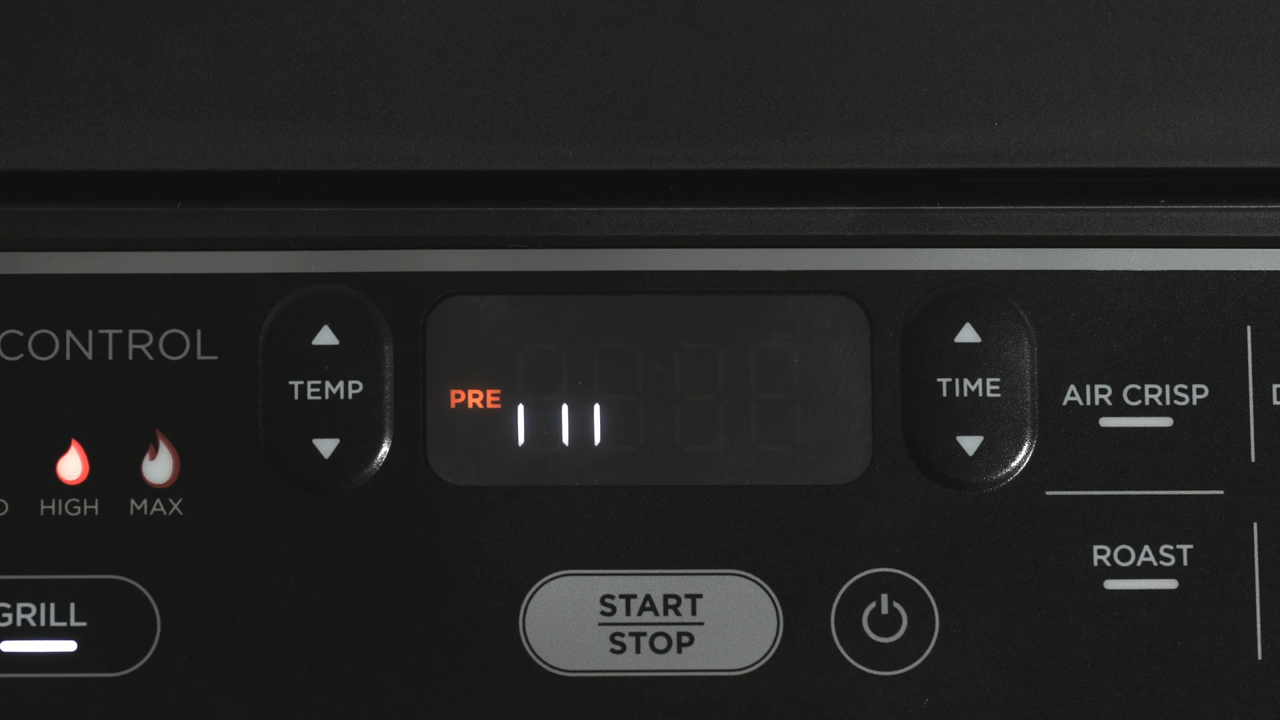 CONTROL
TEMP
PRE
TIME
AIR CRISP
HIGH
MAX
ROAST
GRILL
START
STOP